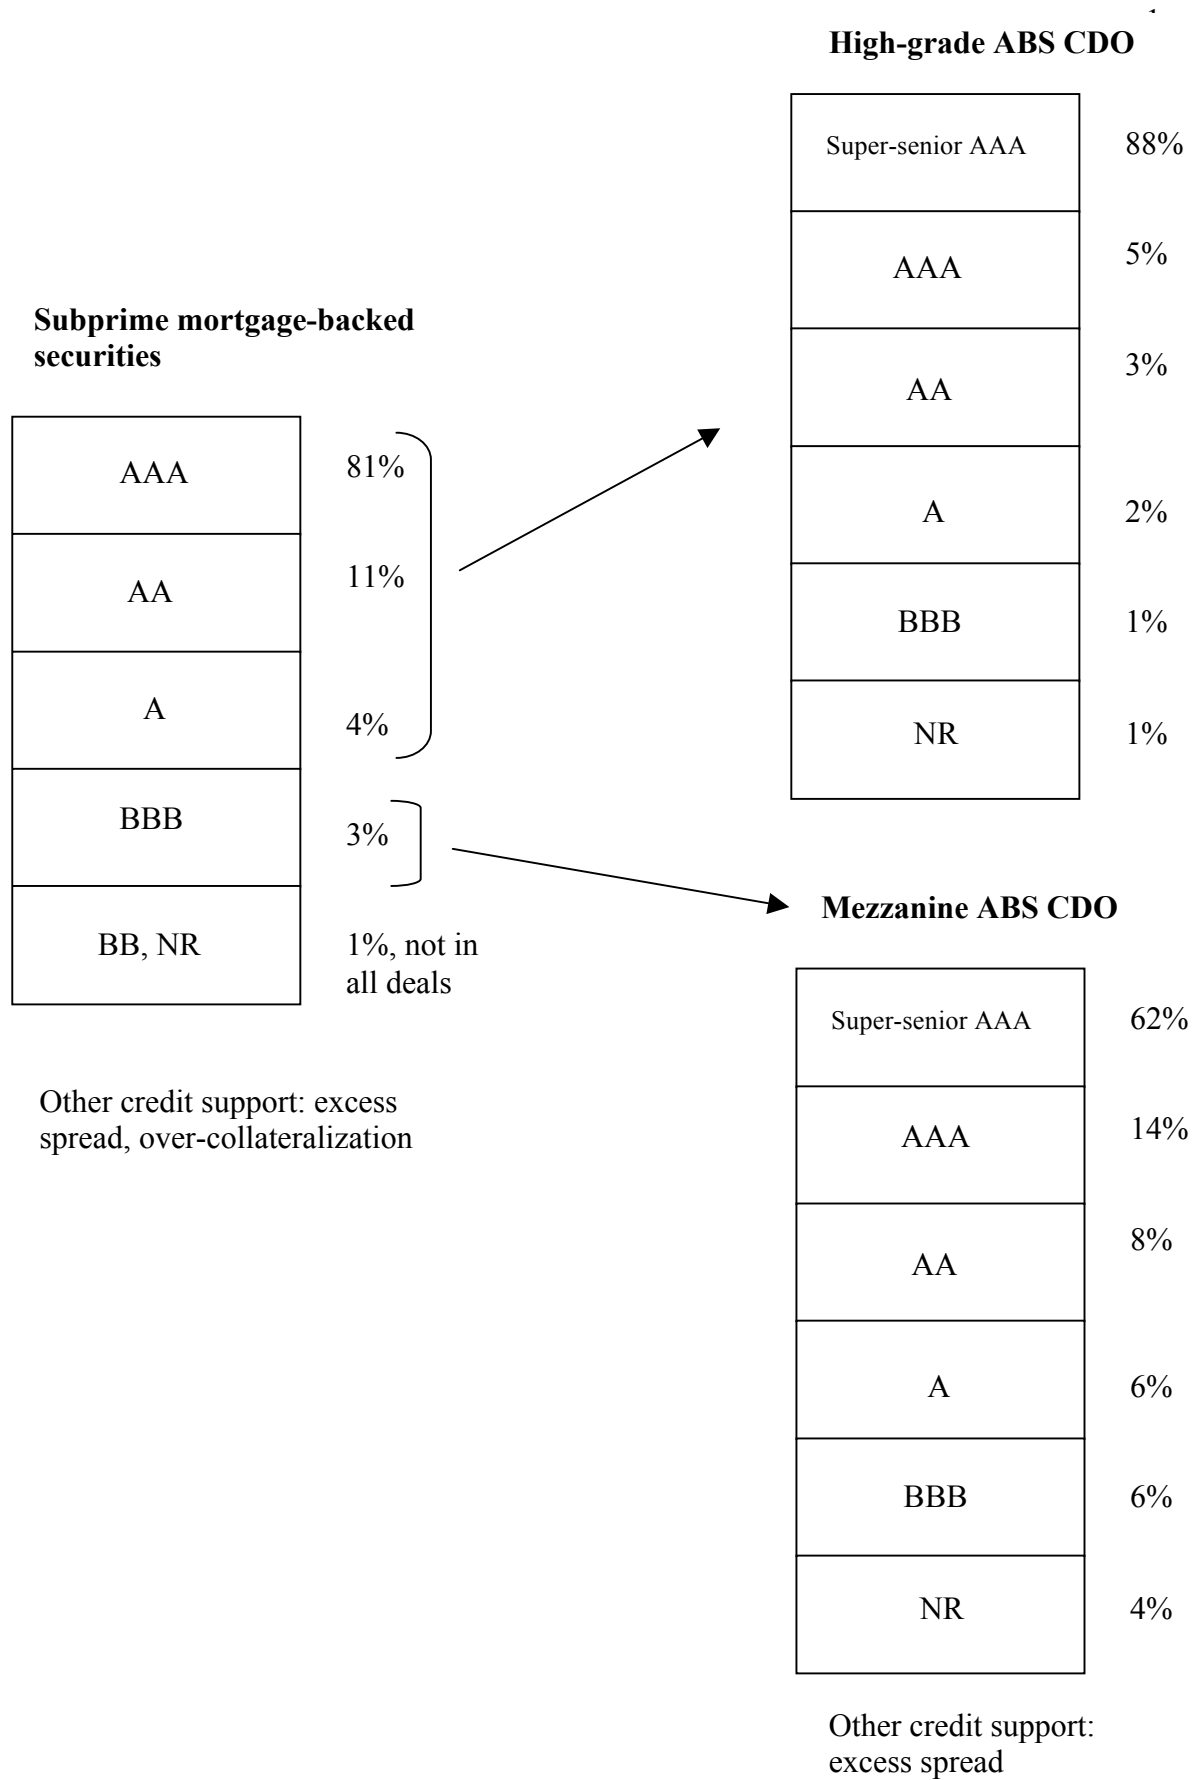 High-grade ABS CDO
Super-senior AAA 88%
AAA 5%
AA 3%
A 2%
BBB 1%
NR 1%
Subprime mortgage-backed
securities
AAA 81%
AA 11%
A 4%
BBB 3%
BB, NR 1%, not in
all deals
Other credit support: excess
spread, over-collateralization
Mezzanine ABS CDO
Super-senior AAA 62%
AAA 14%
AA 8%
A 6%
BBB 6%
NR 4%
Other credit support:
excess spread